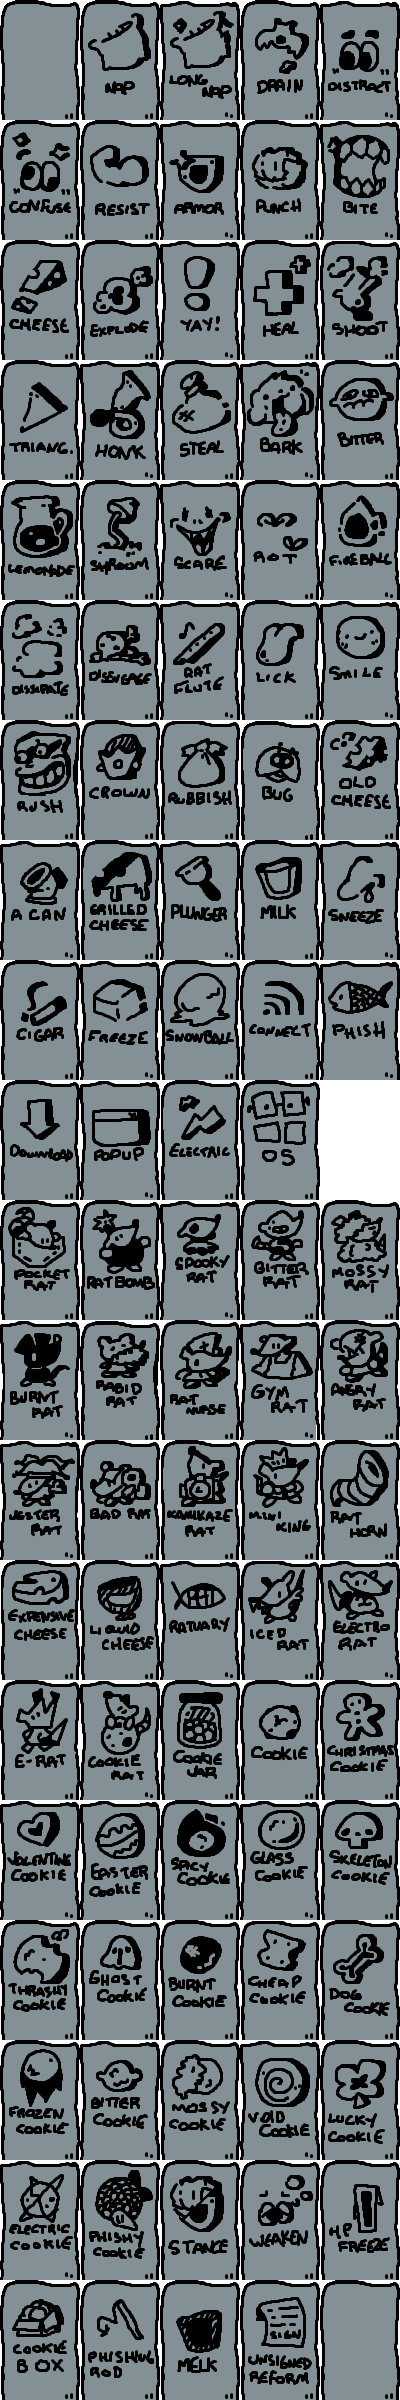 NAP
LONG
NAP
DRAIN
DISTRACT
CONFUSE
RESIST
ARMOR
PUNCH
BITE
CHEESE
EXPLODE
YAY!
HEAL
SHOOT
TRIANG.
HONK
STEAL
BARK
BITTER
LEMONADE
SHROOM
SCARE
ROT
FIREBALL
DISSIPATE
DISENGAGE
RAT
FLUTE
LICK
SMILE
RUSH
CROWN
RUBBISH
BUG
OLD
CHEESE
A CAN
GRILLED
CHEESE
PLUNGER
MILK
SNEEZE
CIGAR
FREEZE
SNOWBALL
CONNECT
PHISH
DOWNLOAD
POPUP
ELECTRIC
OS
POCKET
RAT
RAT BOMB
SPOOKY
RAT
BITTER
RAT
MOSSY
RAT
BURNT
RAT
RABID
RAT
RAT
NURSE
GYM
RAT
ANGRY
RAT
JESTER
RAT
BAD RAT
KAMIKAZE
RAT
MINI
KING
RAT
HORN
EXPENSIVE
CHEESE
LIQUID
CHEESE
RATUARY
ICED
RAT
ELECTRO
RAT
E-RAT
COOKIE
RAT
COOKIE
JAR
COOKIE
CHRISTMAS
COOKIE
VALENTINE
COOKIE
EASTER
COOKIE
SPICY
COOKIE
GLASS
COOKIE
SKELETON
COOKIE
THRASHY
COOKIE
GHOST
COOKIE
BURNT
COOKIE
CHEAP
COOKIE
DOG
COOKIE
FROZEN
COOKIE
BITTER
COOKIE
MOSSY
COOKIE
VOID
COOKIE
LUCKY
COOKIE
ELECTRIC
COOKIE
PHISHY
COOKIE
STANCE
WEAKEN
HP
FREEZE
COOKIE
BOX
PHISHING
ROD
MELK
SIGN
UNSIGNED
REFORM